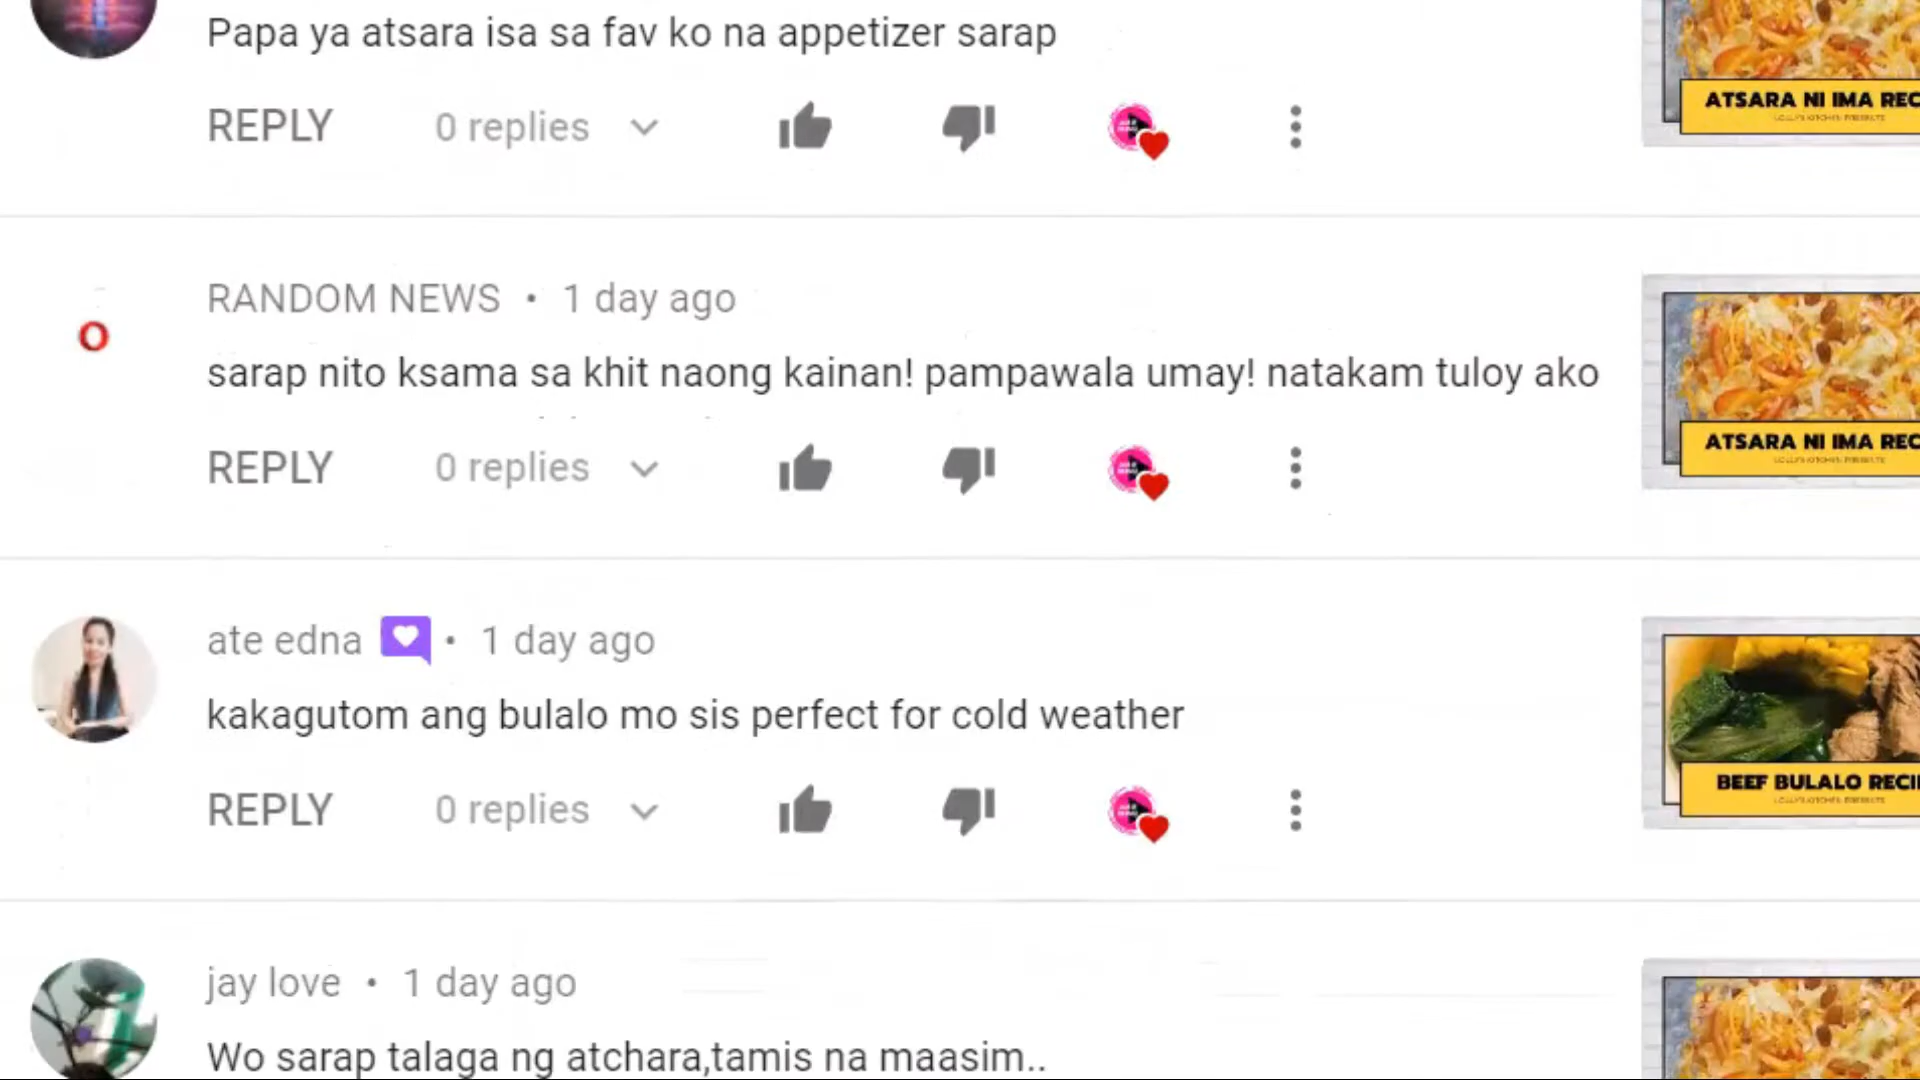 Papa ya atsara isa sa fav ko na appetizer sarap
REPLY 0 replies
ATSARA NI IMA REC
RANDOM NEWS • 1 day ago
O
sarap nito ksama sa khit naong kainan! pampawala umay! natakam tuloy ako
REPLY 0 replies
ATSARA NI IMA REC
ate edna • 1 day ago
kakagutom ang bulalo mo sis perfect for cold weather
REPLY 0 replies
BEEF BULALO RECI
jay love • 1 day ago
Wo sarap talaga ng atchara,tamis na maasim..